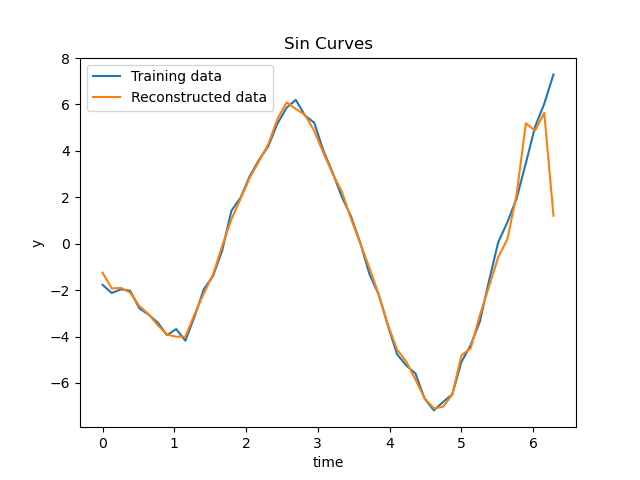 Sin Curves
Training data
Reconstructed data
8
6
4
2
0
−2
−4
−6
y
0 1 2 3 4 5 6
time